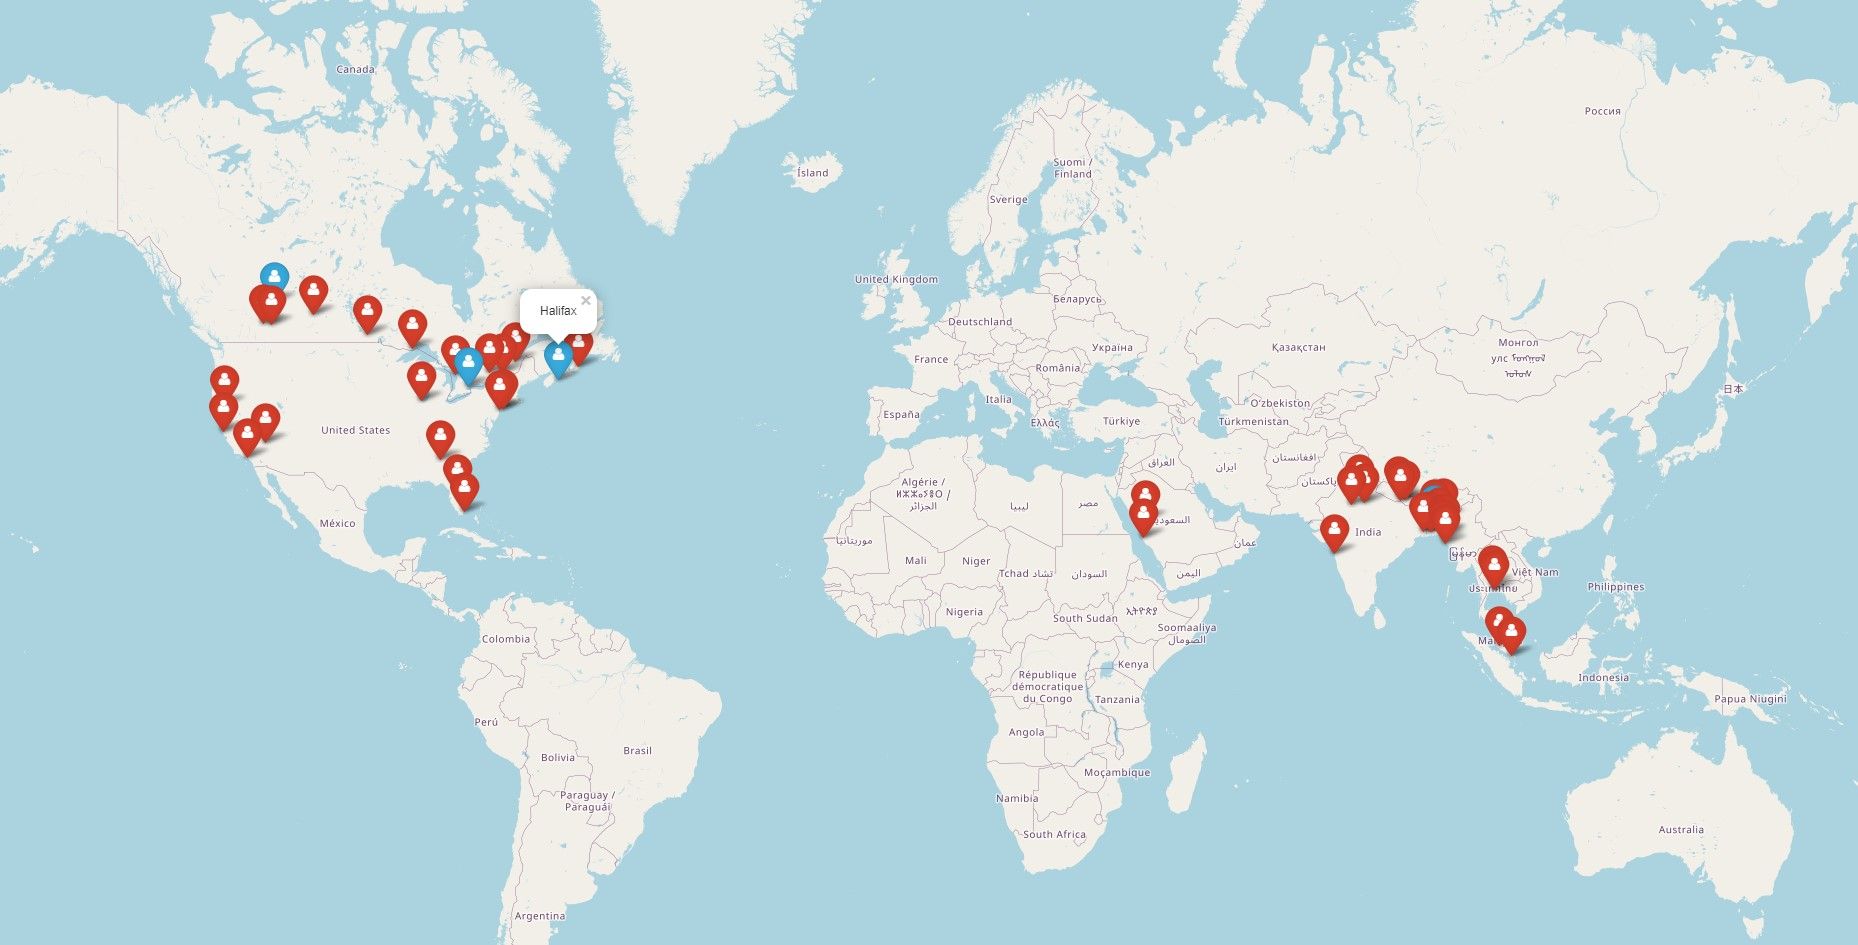 Canada
Россия
Ísland
Suomi /
Finland
Sverige
United Kingdom
Беларусь
Halifax
×
Deutschland
Україна
Қазақстан
Монгол
улс
France
România
日本
Italia
Oʻzbekiston
España
Ελλάς
Türkiye
Türkmenistan
United States
العراق
ایران
افغانستان
پاکستان
Algérie /
ⵍⵣⵣⴰⵢⴻⵔ /
الجزائر
ليبيا
مصر
السعودية
México
موريتانيا
India
عمان
Mali
Niger
Tchad تشاد
السودان
اليمن
Việt Nam
ประเทศไทย
Philippines
Nigeria
South Sudan
ኢትዮጵያ
Soomaaliya
الصومال
Colombia
Kenya
République
démocratique
du Congo
Indonesia
Tanzania
Papua Niugini
Perú
Angola
Brasil
Bolivia
Moçambique
Paraguay /
Paraguái
Namibia
South Africa
Australia
Argentina